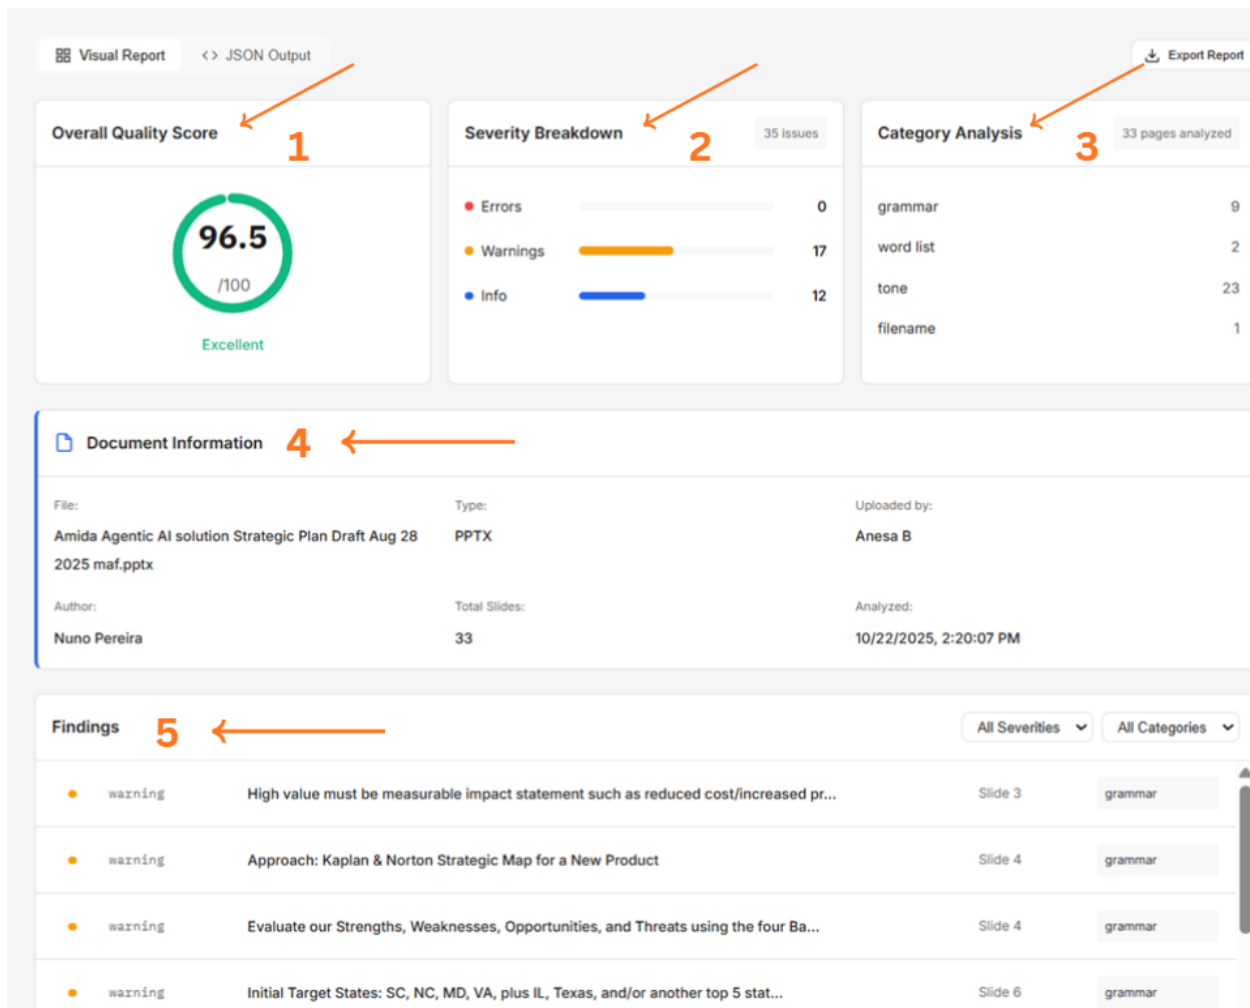 Visual Report
<> JSON Output
Export Report
Overall Quality Score
1
96.5
/100
Excellent
Severity Breakdown
2
35 issues
Errors 0
Warnings 17
Info 12
Category Analysis
3
33 pages analyzed
grammar 9
word list 2
tone 23
filename 1
Document Information
4
File:
Amida Agentic AI solution Strategic Plan Draft Aug 28
2025 maf.pptx
Type:
PPTX
Uploaded by:
Anesa B
Author:
Nuno Pereira
Total Slides:
33
Analyzed:
10/22/2025, 2:20:07 PM
Findings
5
All Severities
All Categories
warning High value must be measurable impact statement such as reduced cost/increased pr... Slide 3 grammar
warning Approach: Kaplan & Norton Strategic Map for a New Product Slide 4 grammar
warning Evaluate our Strengths, Weaknesses, Opportunities, and Threats using the four Ba... Slide 4 grammar
warning Initial Target States: SC, NC, MD, VA, plus IL, Texas, and/or another top 5 stat... Slide 6 grammar